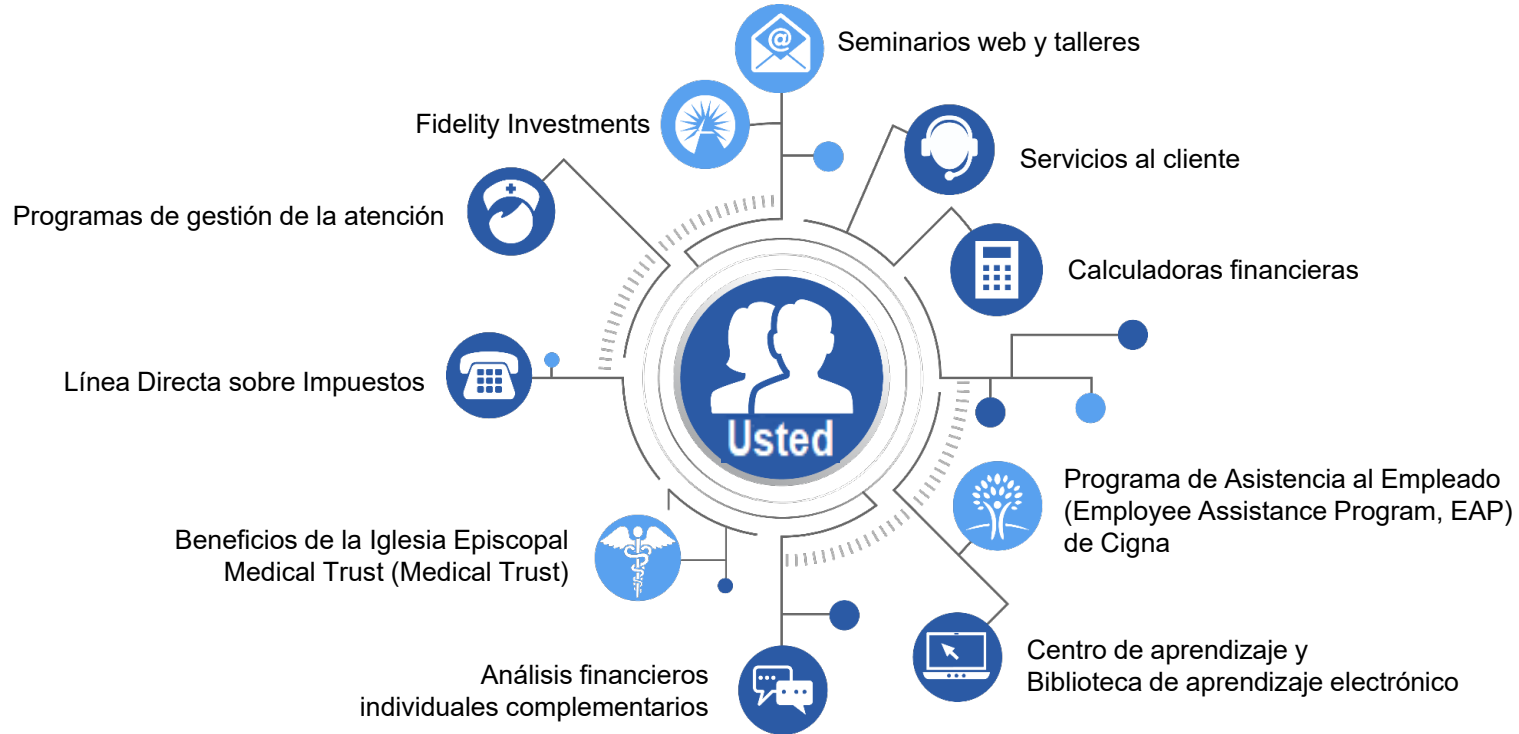 Seminarios web y talleres
Fidelity Investments
Servicios al cliente
Programas de gestión de la atención
Calculadoras financieras
Línea Directa sobre Impuestos
Usted
Programa de Asistencia al Empleado
(Employee Assistance Program, EAP)
de Cigna
Beneficios de la Iglesia Episcopal
Medical Trust (Medical Trust)
Centro de aprendizaje y
Biblioteca de aprendizaje electrónico
Análisis financieros
individuales complementarios